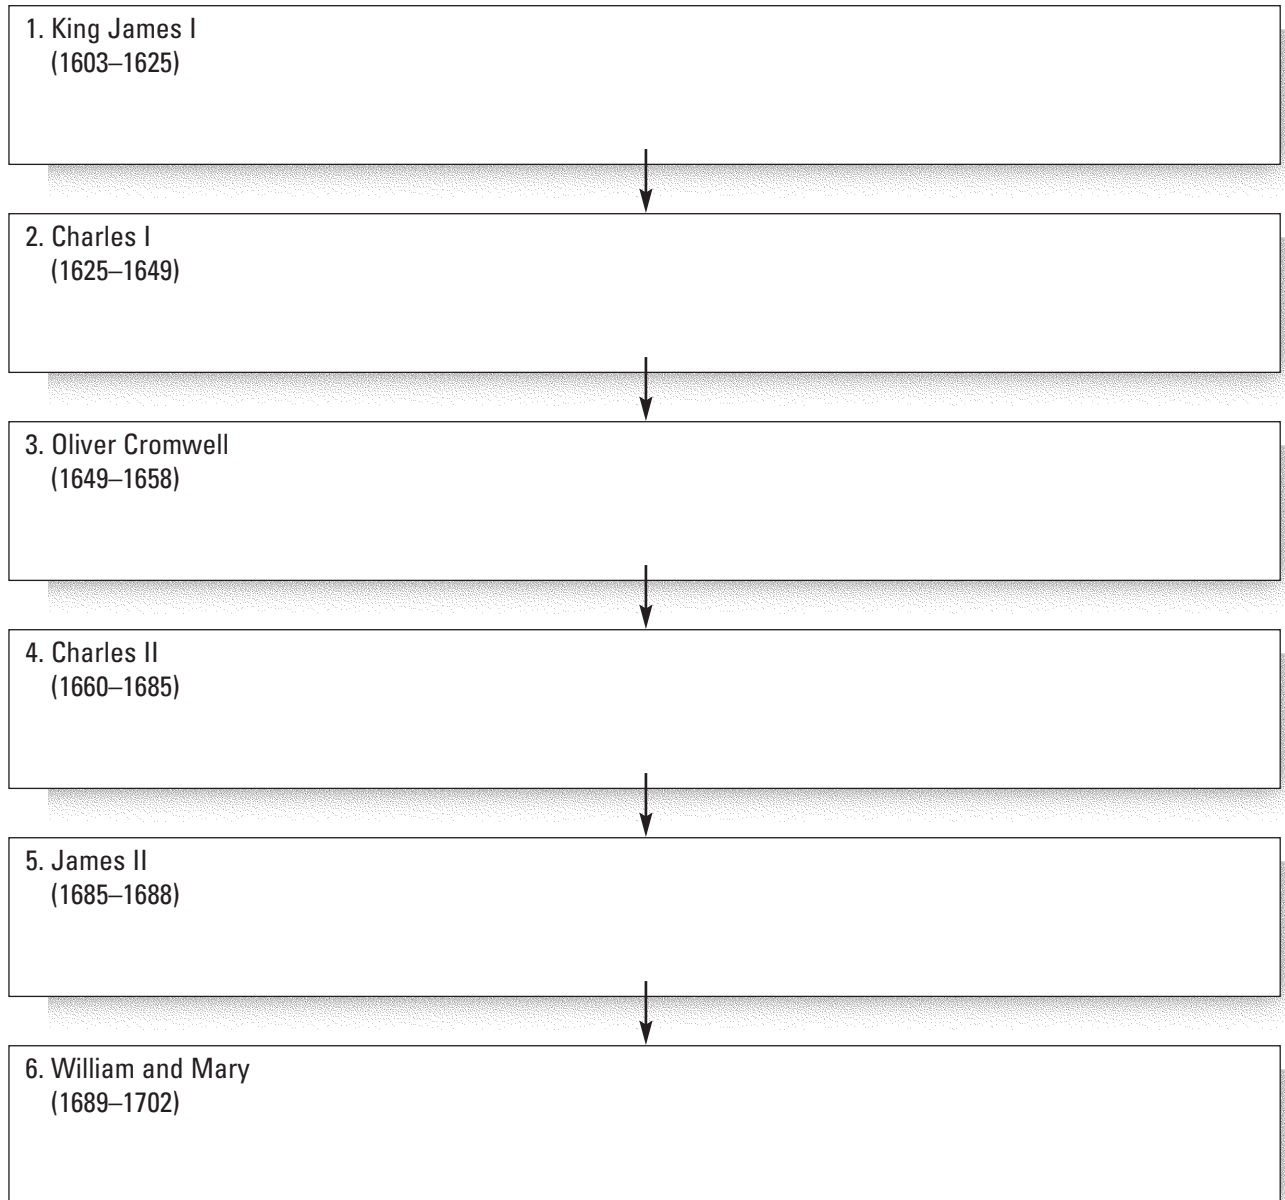 1. King James I
(1603–1625)
2. Charles I
(1625–1649)
3. Oliver Cromwell
(1649–1658)
4. Charles II
(1660–1685)
5. James II
(1685–1688)
6. William and Mary
(1689–1702)